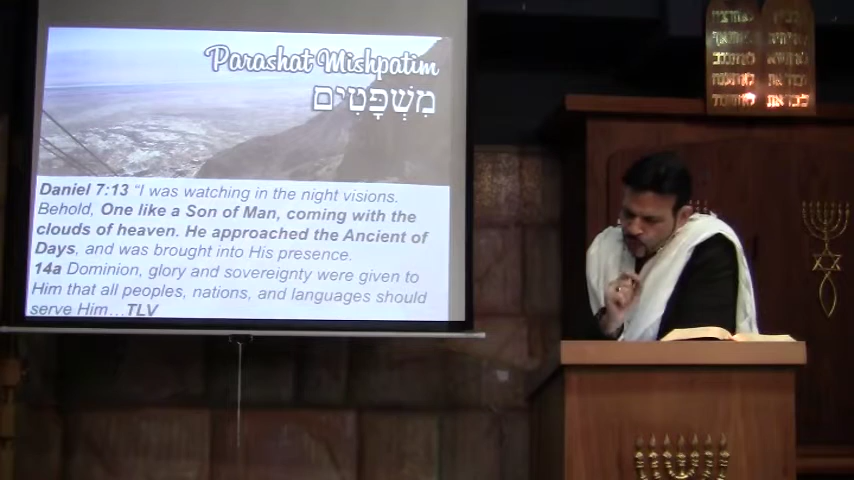 Parashat Mishpatim
מִשְׁפָּטִים
Daniel 7:13 "I was watching in the night visions.
Behold, One like a Son of Man, coming with the
clouds of heaven. He approached the Ancient of
Days, and was brought into His presence.
14a Dominion, glory and sovereignty were given to
Him that all peoples, nations, and languages should
serve Him…TLV